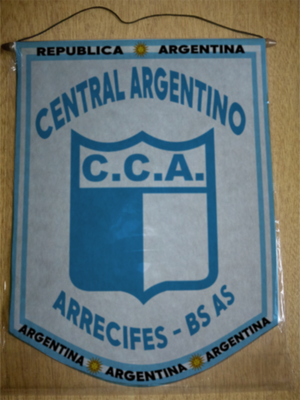 REPUBLICA ARGENTINA
CENTRAL ARGENTINO
C.C.A.
ARRECIFES - BS AS
ARGENTINA ARGENTINA ARGENTINA